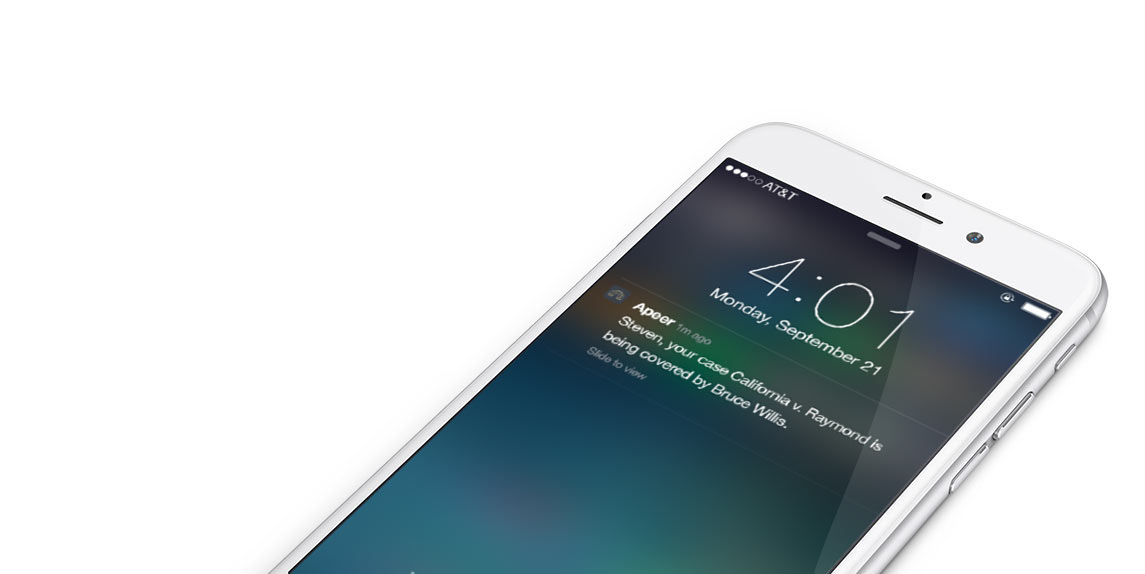 AT&T
4:01
Monday, September 21
Apeer 1m ago
Steven, your case California v. Raymond is
being covered by Bruce Willis.
Slide to view